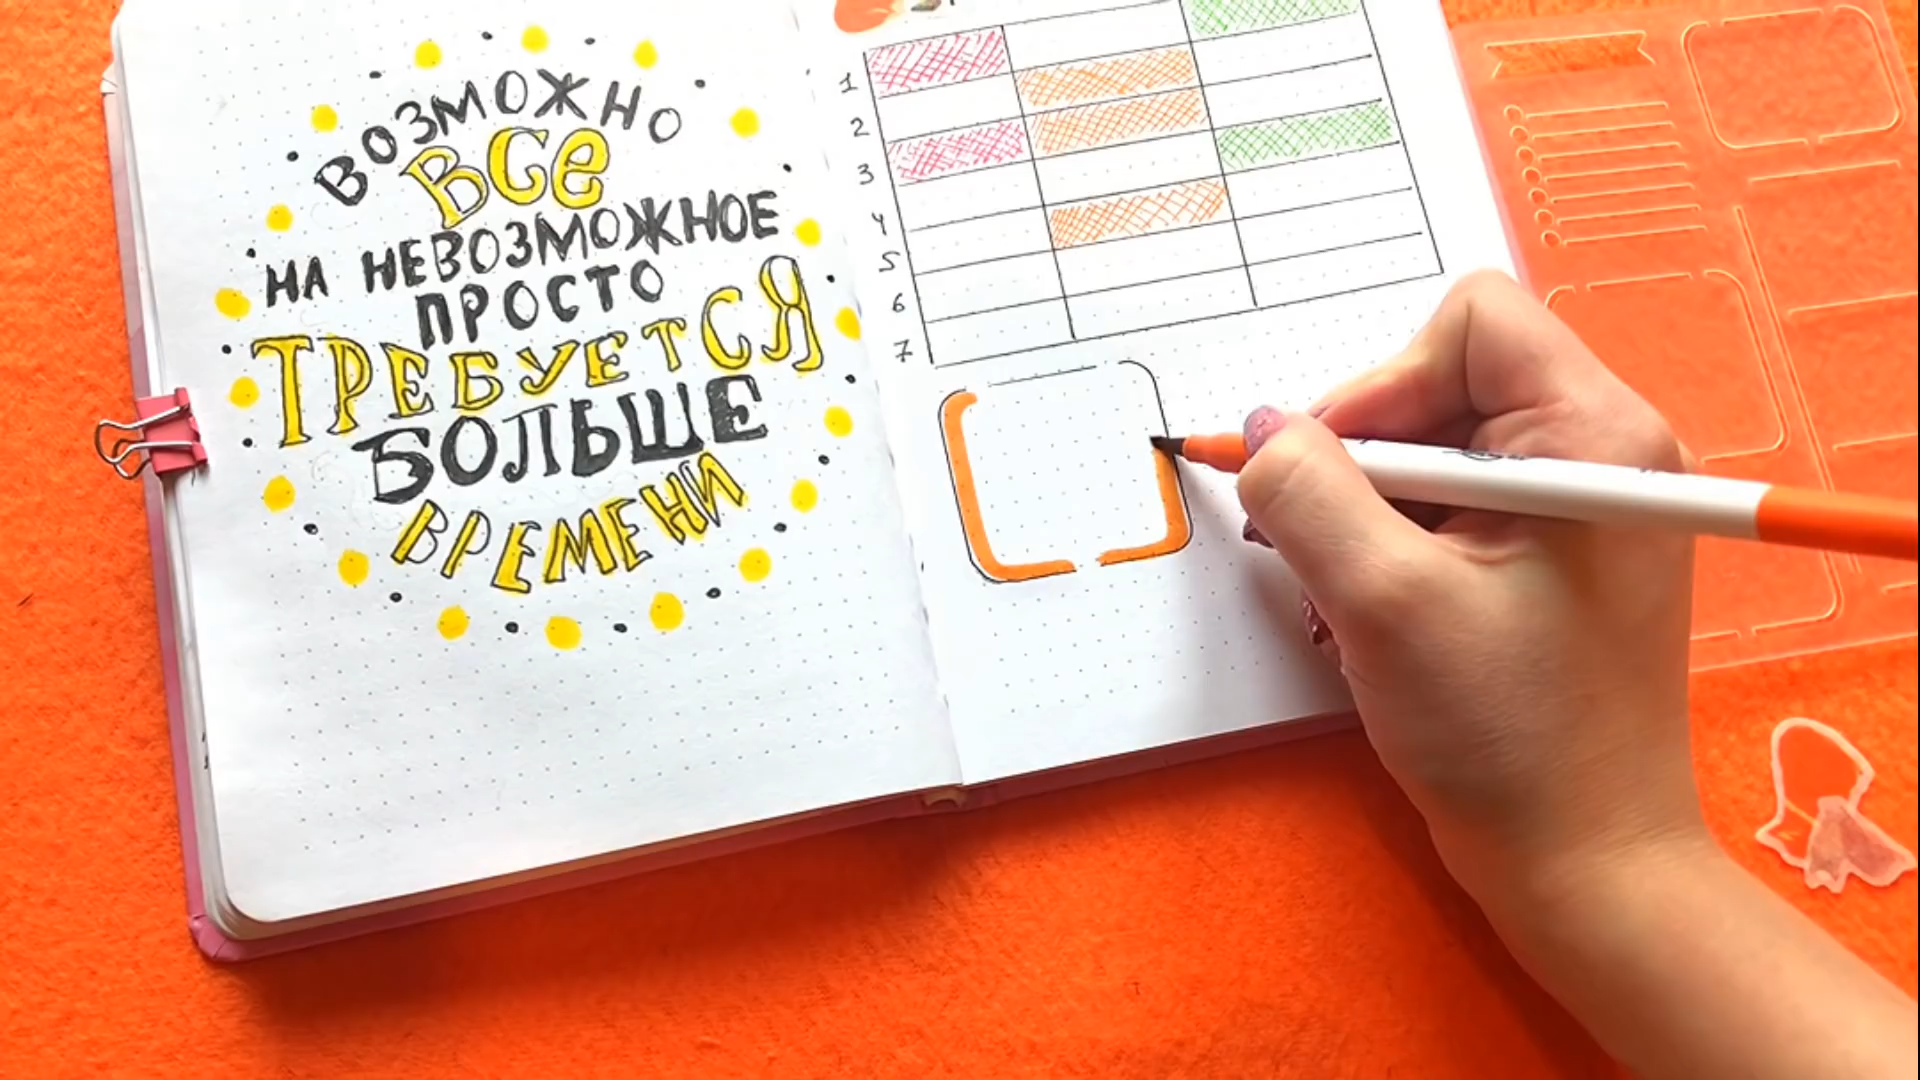 ВОЗМОЖНО
ВСЕ
НА НЕВОЗМОЖНОЕ
ПРОСТО
ТРЕБУЕТСЯ
БОЛЬШЕ
ВРЕМЕНИ
1
2
3
4
5
6
7